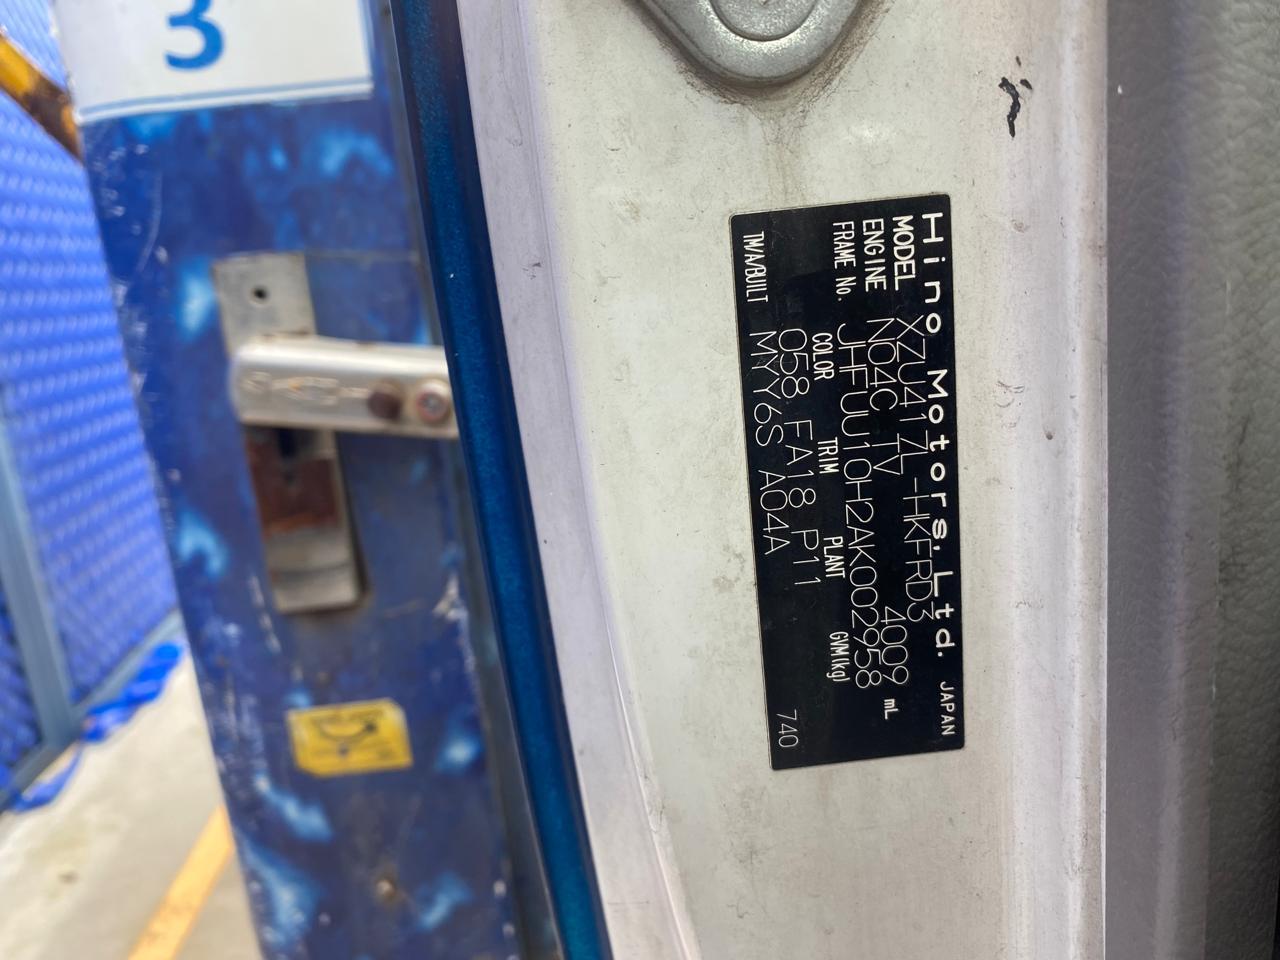 3
Hino Motors, Ltd. JAPAN
MODEL XZU417L-HKFRD3
ENGINE N04C TV 4009 mL
FRAME No. JHFUU10H2AK002958
COLOR TRIM PLANT GVM(kg)
058 FA18 P11
TM/A/BUILT MYY6S A04A 740